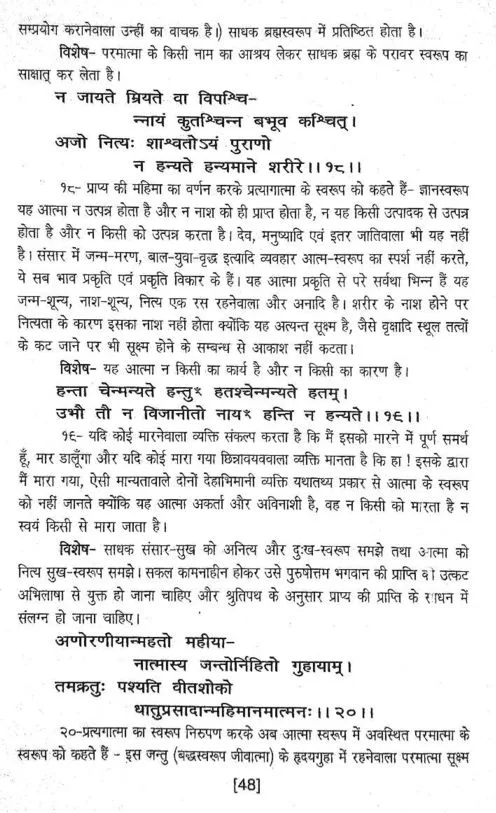 सम्प्रयोग करानेवाला उन्हीं का वाचक है।) साधक ब्रह्मस्वरूप में प्रतिष्ठित होता है।
विशेष- परमात्मा के किसी नाम का आश्रय लेकर साधक ब्रह्म के परावर स्वरूप का
साक्षात् कर लेता है।
न जायते म्रियते वा विपश्चि-
न्नायं कुतश्चिन्न बभूव कश्चित्।
अजो नित्यः शाश्वतोऽयं पुराणो
न हन्यते हन्यमाने शरीरे।।१८।।
१८- प्राप्य की महिमा का वर्णन करके प्रत्यागात्मा के स्वरूप को कहते हैं- ज्ञानस्वरूप
यह आत्मा न उत्पन्न होता है और न नाश को ही प्राप्त होता है, न यह किसी उत्पादक से उत्पन्न
होता है और न किसी को उत्पन्न करता है। देव, मनुष्यादि एवं इतर जातिवाला भी यह नहीं
है। संसार में जन्म-मरण, बाल-युवा-वृद्ध इत्यादि व्यवहार आत्म-स्वरूप का स्पर्श नहीं करते,
ये सब भाव प्रकृति एवं प्रकृति विकार के हैं। यह आत्मा प्रकृति से परे सर्वथा भिन्न हैं यह
जन्म-शून्य, नाश-शून्य, नित्य एक रस रहनेवाला और अनादि है। शरीर के नाश होने पर
नित्यता के कारण इसका नाश नहीं होता क्योंकि यह अत्यन्त सूक्ष्म है, जैसे वृक्षादि स्थूल तत्वों
के कट जाने पर भी सूक्ष्म होने के सम्बन्ध से आकाश नहीं कटता।
विशेष- यह आत्मा न किसी का कार्य है और न किसी का कारण है।
हन्ता चेन्मन्यते हन्तुꣳ हतश्चेन्मन्यते हतम्।
उभौ तौ न विजानीतो नायꣳ हन्ति न हन्यते।।१९।।
१९- यदि कोई मारनेवाला व्यक्ति संकल्प करता है कि मैं इसको मारने में पूर्ण समर्थ
हूँ, मार डालूँगा और यदि कोई मारा गया छिन्नावयववाला व्यक्ति मानता है कि हा ! इसके द्वारा
मैं मारा गया, ऐसी मान्यतावाले दोनों देहाभिमानी व्यक्ति यथातथ्य प्रकार से आत्मा के स्वरूप
को नहीं जानते क्योंकि यह आत्मा अकर्ता और अविनाशी है, वह न किसी को मारता है न
स्वयं किसी से मारा जाता है।
विशेष- साधक संसार-सुख को अनित्य और दुःख-स्वरूप समझे तथा आत्मा को
नित्य सुख-स्वरूप समझे। सकल कामनाहीन होकर उसे पुरुषोत्तम भगवान की प्राप्ति की उत्कट
अभिलाषा से युक्त हो जाना चाहिए और श्रुतिपथ के अनुसार प्राप्य की प्राप्ति के साधन में
संलग्न हो जाना चाहिए।
अणोरणीयान्महतो महीया-
नात्मास्य जन्तोर्निहितो गुहायाम्।
तमक्रतुः पश्यति वीतशोको
धातुप्रसादान्महिमानमात्मनः।।२०।।
२०-प्रत्यगात्मा का स्वरूप निरुपण करके अब आत्मा स्वरूप में अवस्थित परमात्मा के
स्वरूप को कहते हैं - इस जन्तु (बद्धस्वरूप जीवात्मा) के हृदयगुहा में रहनेवाला परमात्मा सूक्ष्म
[48]